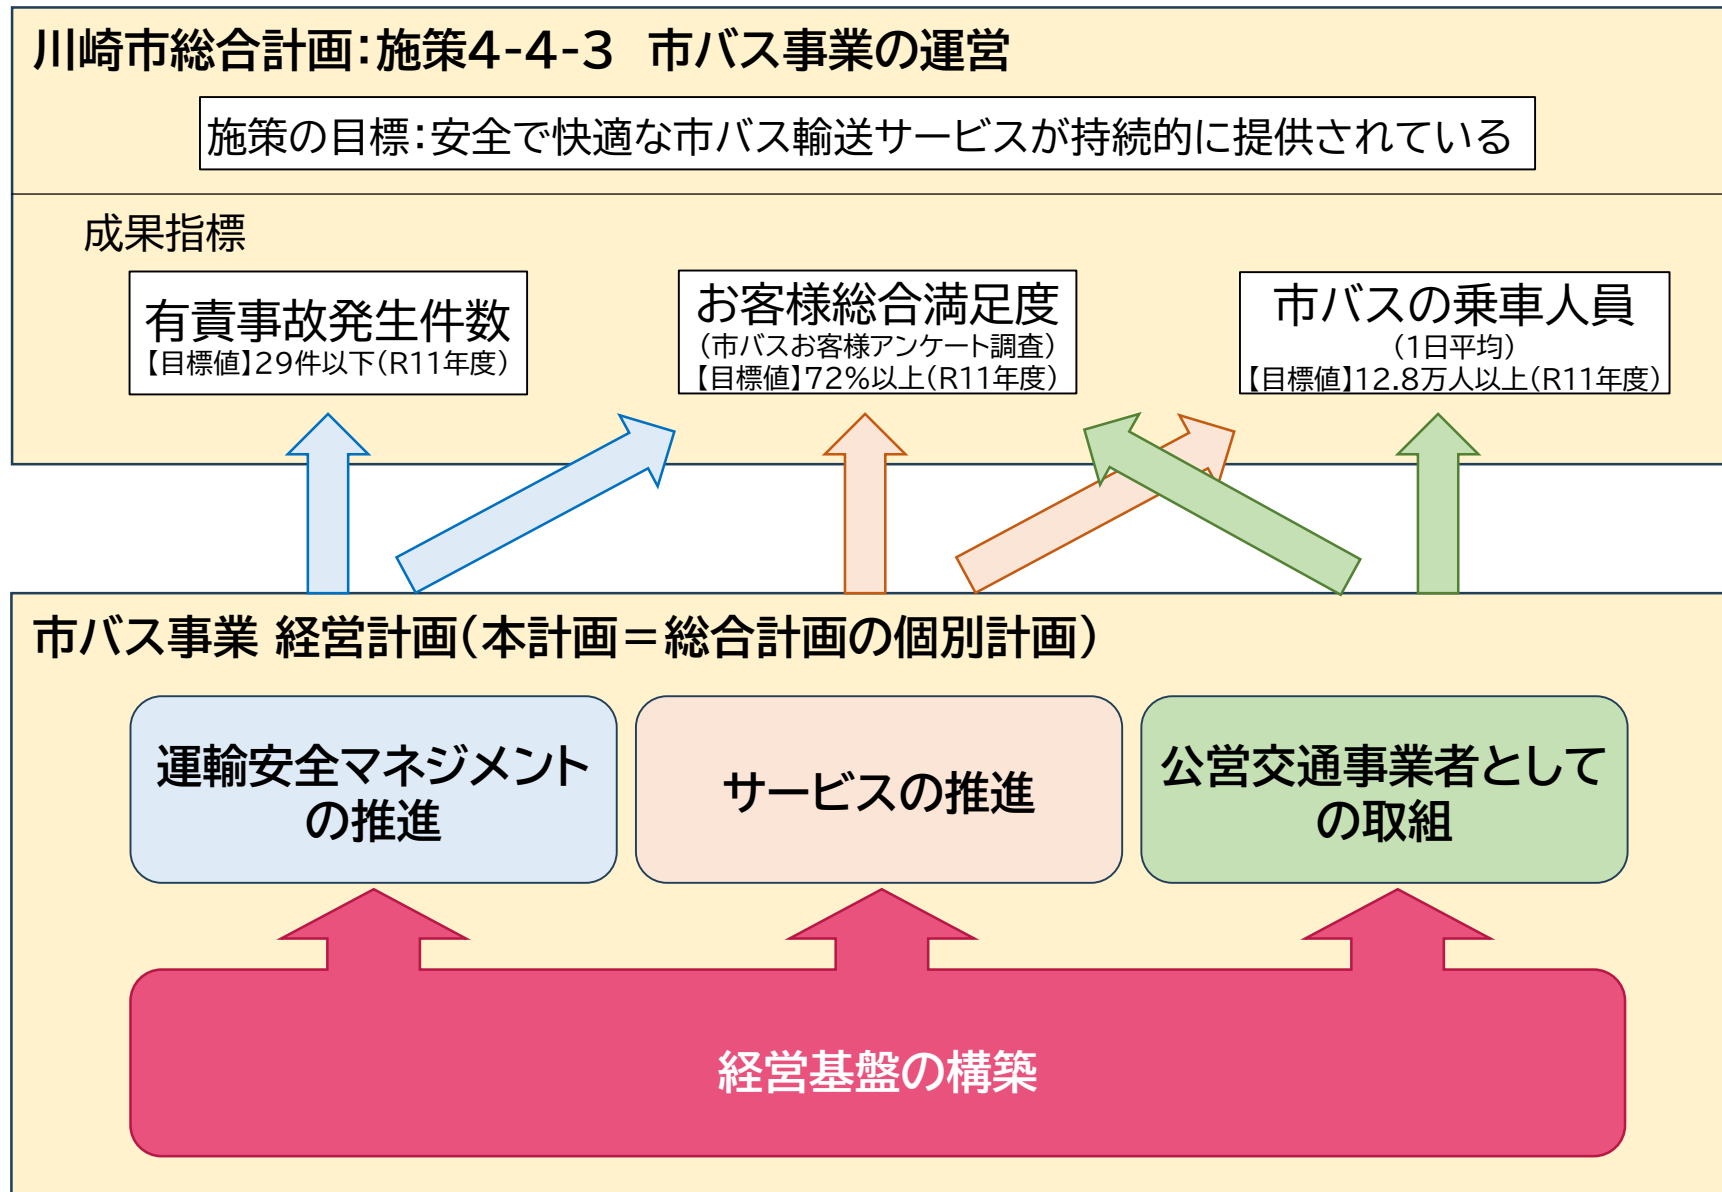 川崎市総合計画：施策4-4-3　市バス事業の運営
施策の目標：安全で快適な市バス輸送サービスが持続的に提供されている
成果指標
有責事故発生件数
【目標値】29件以下（R11年度）
お客様総合満足度
（市バスお客様アンケート調査）
【目標値】72％以上（R11年度）
市バスの乗車人員
（1日平均）
【目標値】12.8万人以上（R11年度）
市バス事業 経営計画（本計画＝総合計画の個別計画）
運輸安全マネジメント
の推進
サービスの推進
公営交通事業者として
の取組
経営基盤の構築